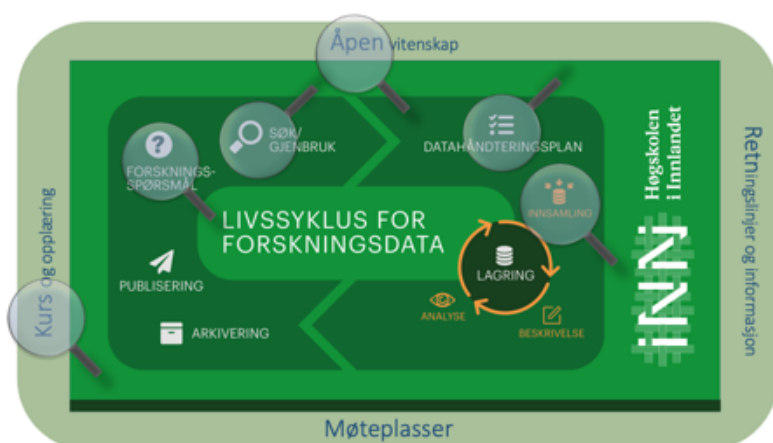 Åpen vitenskap
SØK/
GJENBRUK
DATAHÅNDTERINGSPLAN
FORSKNINGS-
SPØRSMÅL
INNSAMLING
LIVSSYKLUS FOR
FORSKNINGSDATA
LAGRING
PUBLISERING
ANALYSE
BESKRIVELSE
ARKIVERING
Høgskolen
i Innlandet
INN
Kurs og opplæring
Retningslinjer og informasjon
Møteplasser